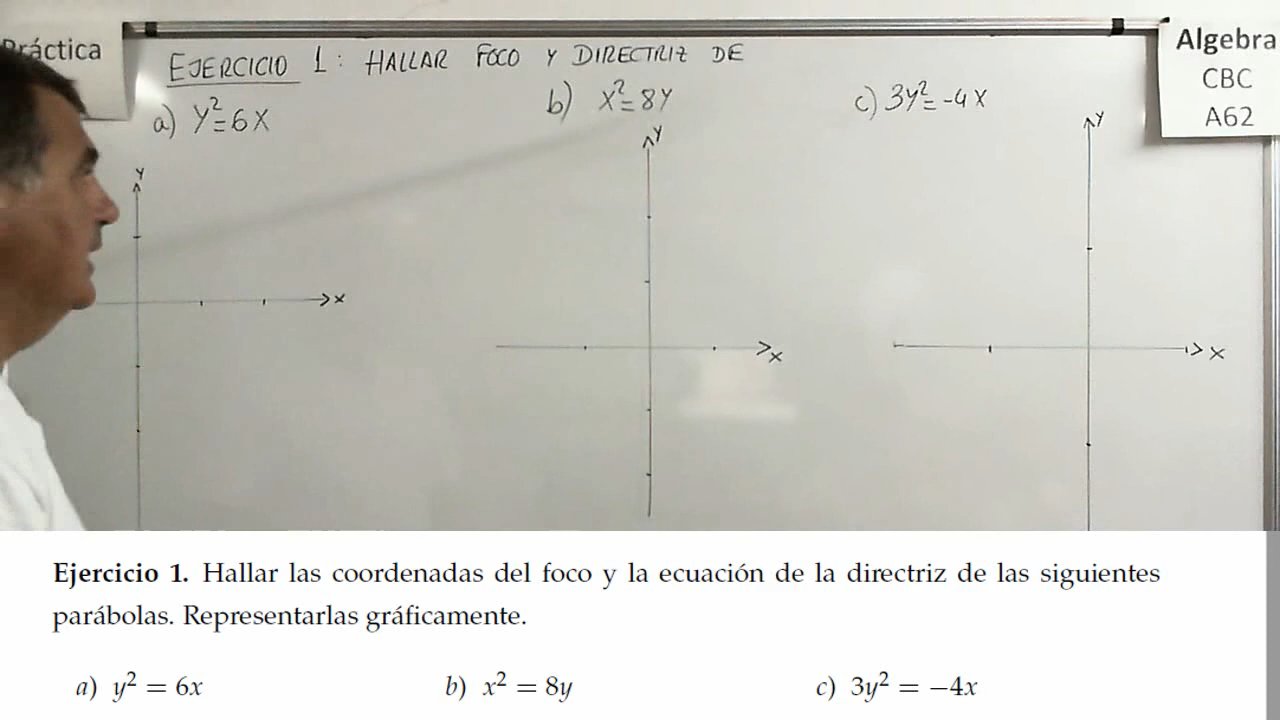 Práctica
Algebra
CBC
A62
EJERCICIO 1: HALLAR FOCO Y DIRECTRIZ DE
a) Y²=6X
b) X²=8Y
c) 3Y²=-4X
Y
X
Y
X
Y
X
Ejercicio 1. Hallar las coordenadas del foco y la ecuación de la directriz de las siguientes
parábolas. Representarlas gráficamente.
a) y² = 6x
b) x² = 8y
c) 3y² = −4x